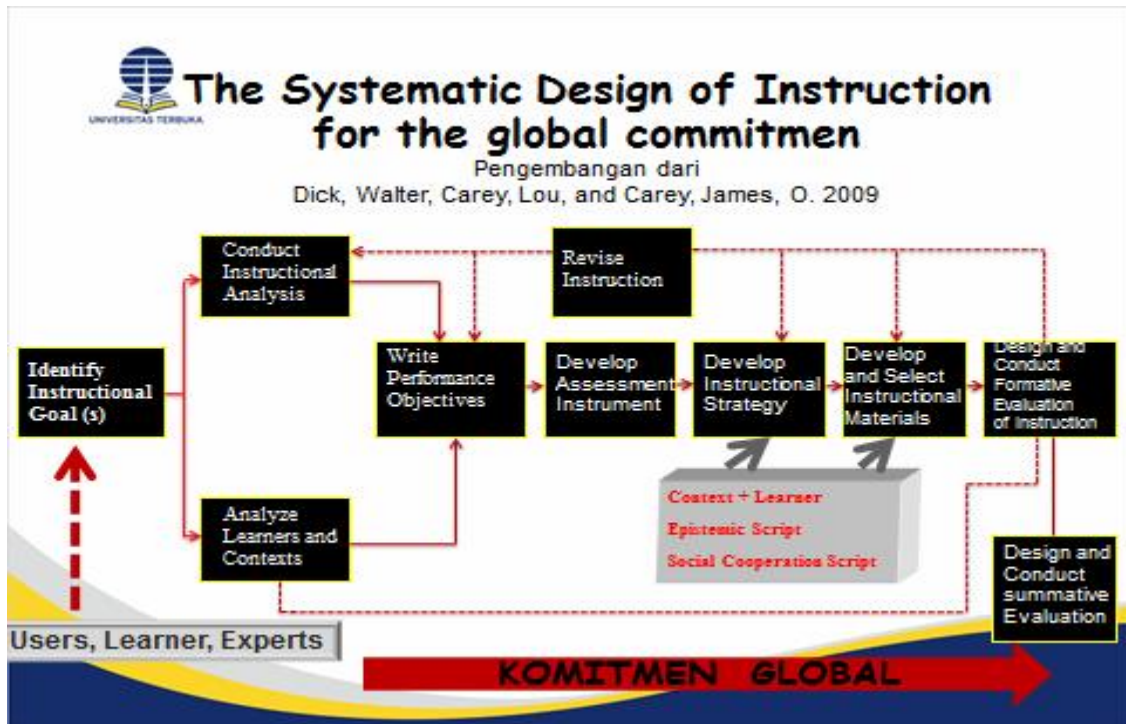 UNIVERSITAS TERBUKA
The Systematic Design of Instruction
for the global commitmen
Pengembangan dari
Dick, Walter, Carey, Lou, and Carey, James, O. 2009
Conduct
Instructional
Analysis
Revise
Instruction
Identify
Instructional
Goal (s)
Write
Performance
Objectives
Develop
Assessment
Instrument
Develop
Instructional
Strategy
Develop
and Select
Instructional
Materials
Design and
Conduct
Formative
Evaluation
of Instruction
Context + Learner
Epistemic Script
Social Cooperation Script
Analyze
Learners and
Contexts
Design and
Conduct
summative
Evaluation
Users, Learner, Experts
KOMITMEN GLOBAL